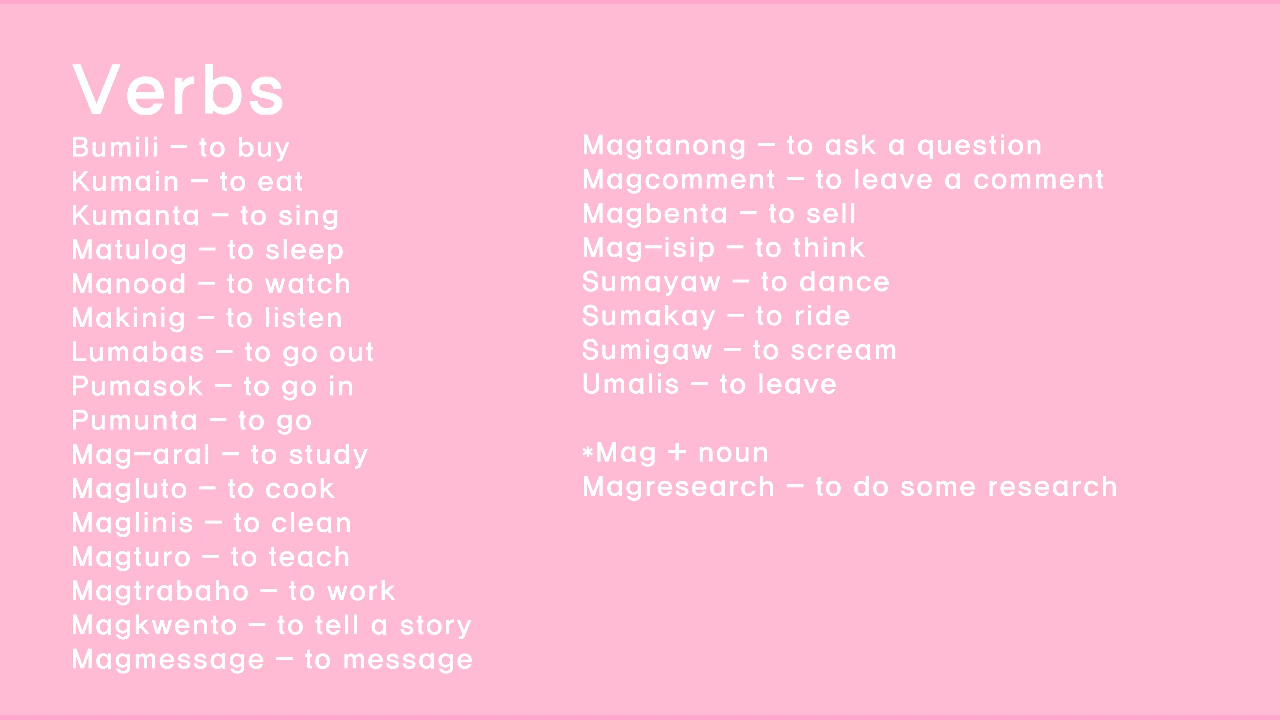 Verbs
Bumili – to buy
Kumain – to eat
Kumanta – to sing
Matulog – to sleep
Manood – to watch
Makinig – to listen
Lumabas – to go out
Pumasok – to go in
Pumunta – to go
Mag–aral – to study
Magluto – to cook
Maglinis – to clean
Magturo – to teach
Magtrabaho – to work
Magkwento – to tell a story
Magmessage – to message
Magtanong – to ask a question
Magcomment – to leave a comment
Magbenta – to sell
Mag–isip – to think
Sumayaw – to dance
Sumakay – to ride
Sumigaw – to scream
Umalis – to leave
*Mag + noun
Magresearch – to do some research